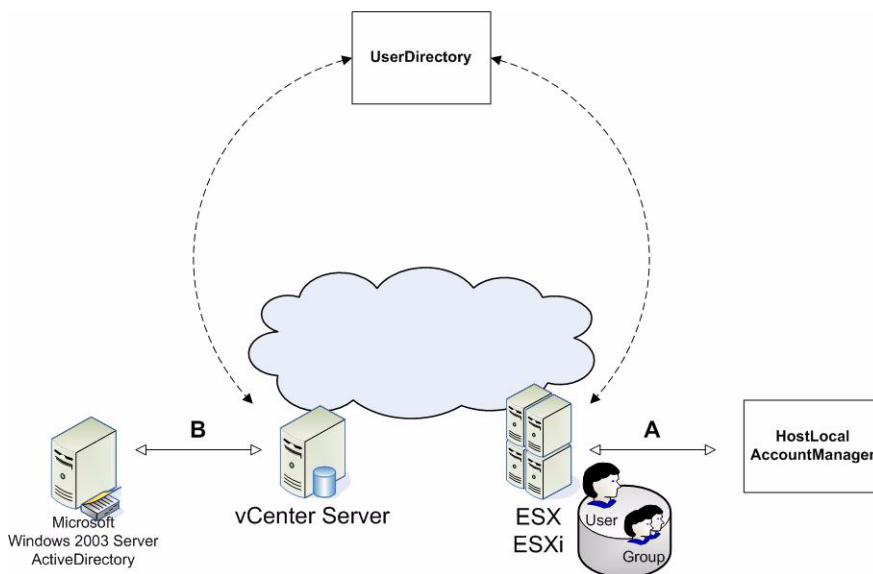 UserDirectory
B
A
HostLocal
AccountManager
Microsoft
Windows 2003 Server
ActiveDirectory
vCenter Server
ESX
ESXi
User
Group